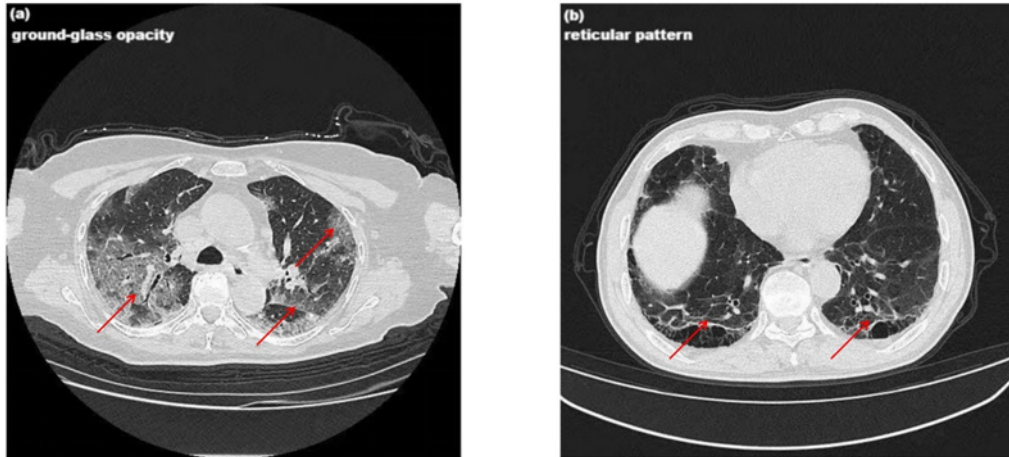 (a)
ground-glass opacity
(b)
reticular pattern